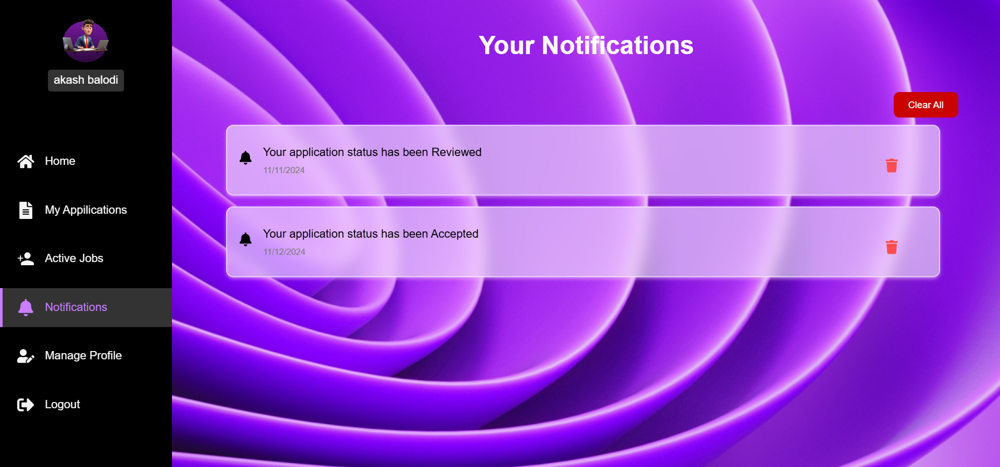 akash balodi
Home
My Appilications
Active Jobs
Notifications
Manage Profile
Logout
Your Notifications
Clear All
Your application status has been Reviewed
11/11/2024
Your application status has been Accepted
11/12/2024